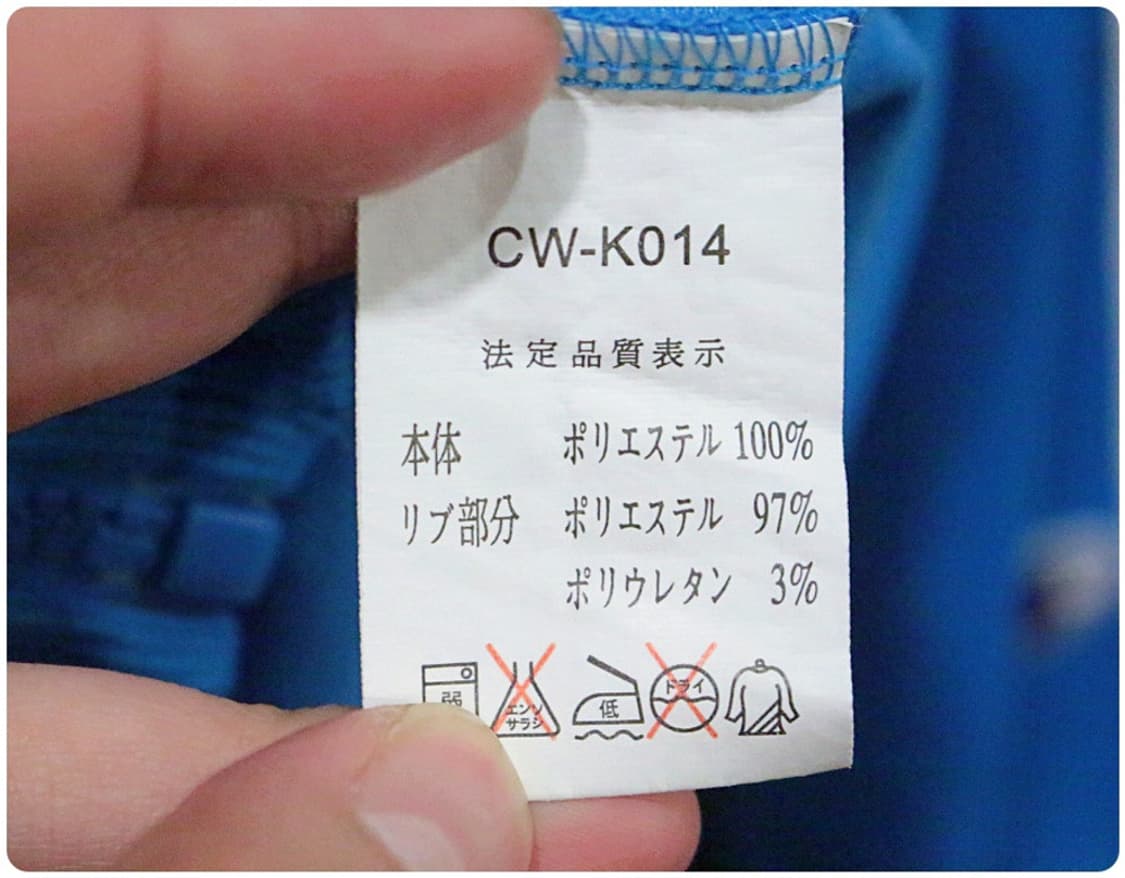 CW-K014
法定品質表示
本体 ポリエステル 100%
リブ部分 ポリエステル 97%
ポリウレタン 3%
弱 エンソ サラシ 低 ドライ